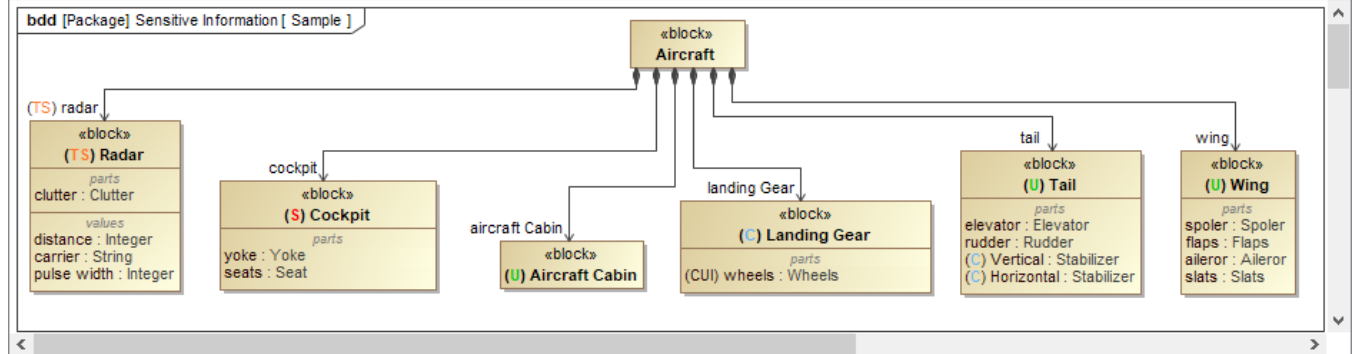 bdd [Package] Sensitive Information [ Sample ]
«block»
Aircraft
(TS) radar
«block»
(TS) Radar
parts
clutter : Clutter
values
distance : Integer
carrier : String
pulse width : Integer
cockpit
«block»
(S) Cockpit
parts
yoke : Yoke
seats : Seat
aircraft Cabin
«block»
(U) Aircraft Cabin
landing Gear
«block»
(C) Landing Gear
parts
(CUI) wheels : Wheels
tail
«block»
(U) Tail
parts
elevator : Elevator
rudder : Rudder
(C) Vertical : Stabilizer
(C) Horizontal : Stabilizer
wing
«block»
(U) Wing
parts
spoler : Spoler
flaps : Flaps
aileror : Aileror
slats : Slats